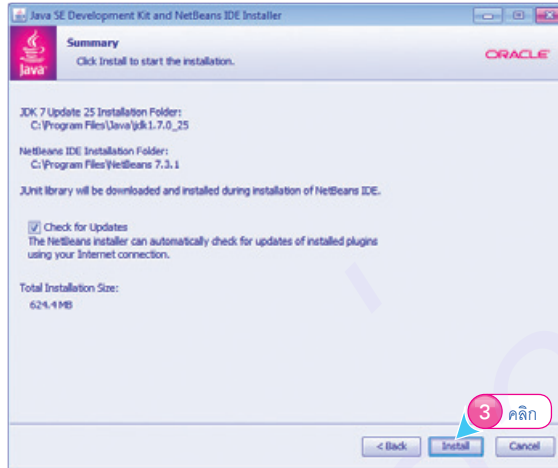 Java SE Development Kit and NetBeans IDE Installer
Java
Summary
Click Install to start the installation.
ORACLE
JDK 7 Update 25 Installation Folder:
C:\Program Files\Java\jdk1.7.0_25
NetBeans IDE Installation Folder:
C:\Program Files\NetBeans 7.3.1
JUnit library will be downloaded and installed during installation of NetBeans IDE.
Check for Updates
The NetBeans installer can automatically check for updates of installed plugins
using your Internet connection.
Total Installation Size:
624.4 MB
3 คลิก
< Back Install Cancel